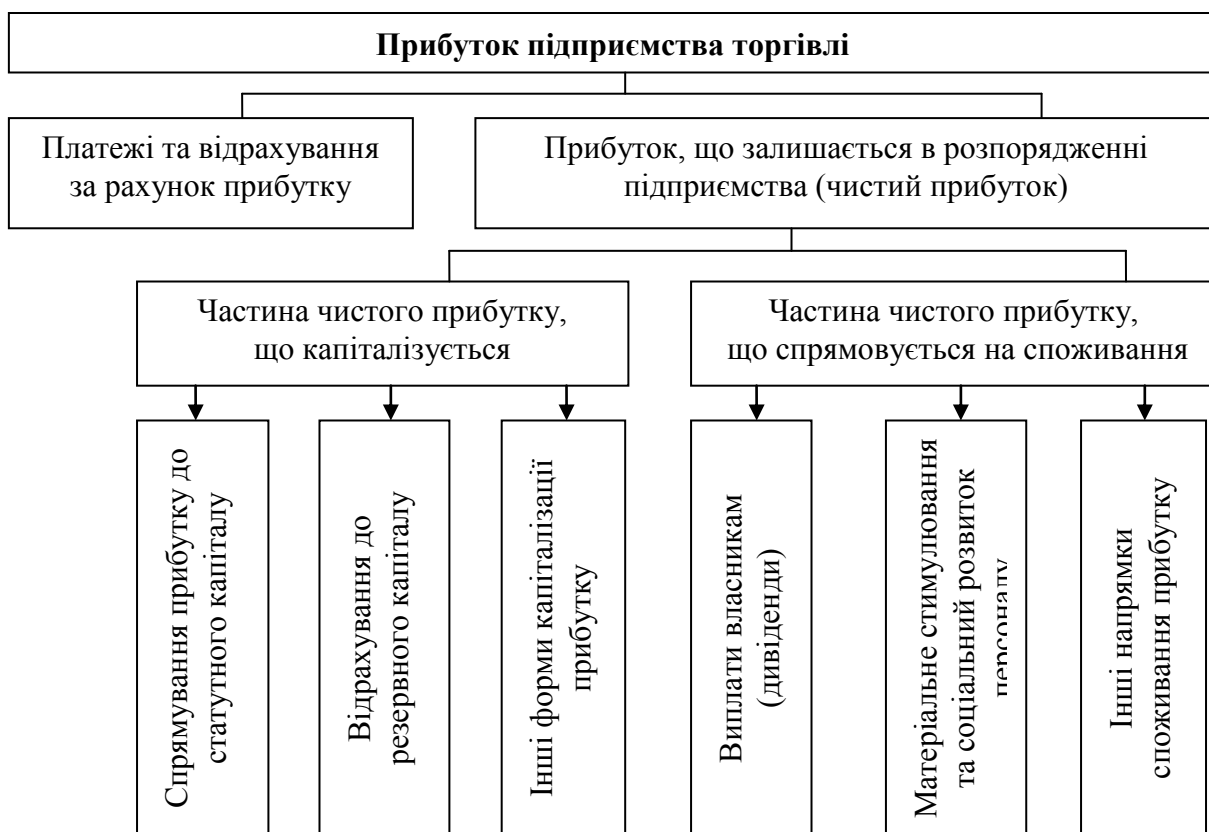 Прибуток підприємства торгівлі
Платежі та відрахування
за рахунок прибутку
Прибуток, що залишається в розпорядженні
підприємства (чистий прибуток)
Частина чистого прибутку,
що капіталізується
Частина чистого прибутку,
що спрямовується на споживання
Спрямування прибутку до
статутного капіталу
Відрахування до
резервного капіталу
Інші форми капіталізації
прибутку
Виплати власникам
(дивіденди)
Матеріальне стимулювання
та соціальний розвиток
персоналу
Інші напрямки
споживання прибутку